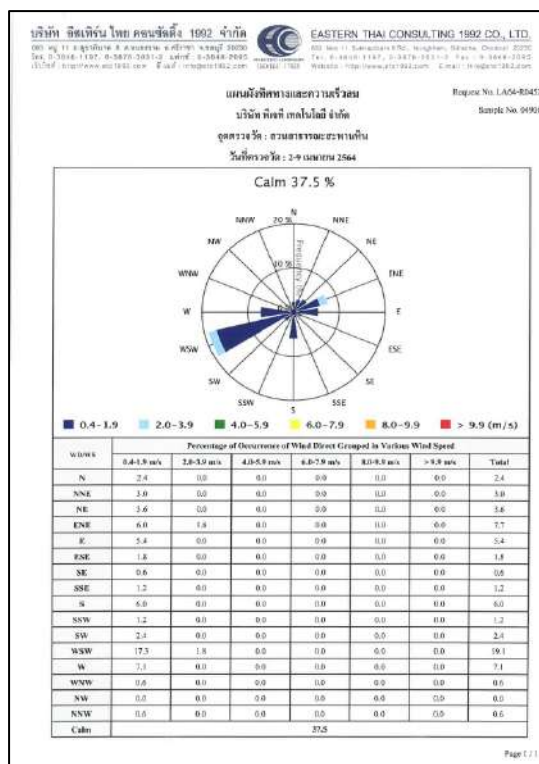 บริษัท อีสเทิร์น ไทย คอนซัลติ้ง 1992 จำกัด
EASTERN THAI CONSULTING 1992 CO., LTD.
แผนผังทิศทางและความเร็วลม
บริษัท พีเจที เทคโนโลยี จำกัด
จุดตรวจวัด : สวนสาธารณะสะพานหิน
วันที่ตรวจวัด : 2-9 เมษายน 2564
Calm 37.5 %
N
NNW
20 %
NNE
NW
NE
WNW
10 %
ENE
W
E
WSW
ESE
SW
SE
SSW
SSE
S
0.4-1.9 2.0-3.9 4.0-5.9 6.0-7.9 8.0-9.9 > 9.9 (m/s)
WD/WS Percentage of Occurrence of Wind Direct Grouped in Various Wind Speed
0.4-1.9 m/s 2.0-3.9 m/s 4.0-5.9 m/s 6.0-7.9 m/s 8.0-9.9 m/s > 9.9 m/s Total
N 2.4 0.0 0.0 0.0 0.0 0.0 2.4
NNE 3.0 0.0 0.0 0.0 0.0 0.0 3.0
NE 3.6 0.0 0.0 0.0 0.0 0.0 3.6
ENE 6.0 1.8 0.0 0.0 0.0 0.0 7.7
E 5.4 0.0 0.0 0.0 0.0 0.0 5.4
ESE 1.8 0.0 0.0 0.0 0.0 0.0 1.8
SE 0.6 0.0 0.0 0.0 0.0 0.0 0.6
SSE 1.2 0.0 0.0 0.0 0.0 0.0 1.2
S 6.0 0.0 0.0 0.0 0.0 0.0 6.0
SSW 1.2 0.0 0.0 0.0 0.0 0.0 1.2
SW 2.4 0.0 0.0 0.0 0.0 0.0 2.4
WSW 17.3 1.8 0.0 0.0 0.0 0.0 19.1
W 7.1 0.0 0.0 0.0 0.0 0.0 7.1
WNW 0.6 0.0 0.0 0.0 0.0 0.0 0.6
NW 0.0 0.0 0.0 0.0 0.0 0.0 0.0
NNW 0.6 0.0 0.0 0.0 0.0 0.0 0.6
Calm 37.5
Page 1 / 1